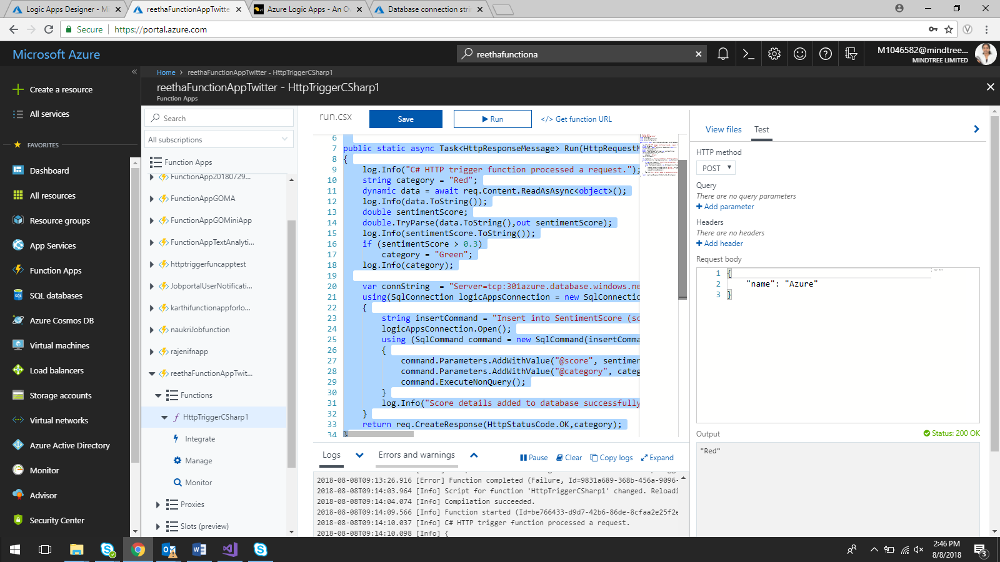 Logic Apps Designer - Mi
reethaFunctionAppTwitte
Azure Logic Apps - An Ov
Database connection strin
Secure
https://portal.azure.com
Microsoft Azure
reethafunctiona
M1046582@mindtree...
MINDTREE LIMITED
Create a resource
All services
FAVORITES
Dashboard
All resources
Resource groups
App Services
Function Apps
SQL databases
Azure Cosmos DB
Virtual machines
Load balancers
Storage accounts
Virtual networks
Azure Active Directory
Monitor
Advisor
Security Center
Home > reethaFunctionAppTwitter - HttpTriggerCSharp1
reethaFunctionAppTwitter - HttpTriggerCSharp1
Function Apps
Search
All subscriptions
Function Apps
FunctionApp20180729...
FunctionAppGOMA
FunctionAppGOMiniApp
FunctionAppTextAnalyti...
httptriggerfuncapptest
JobportalUserNotificati...
karthifunctionappforlo...
naukriJobfunction
rajenifnapp
reethaFunctionAppTwit...
Functions
HttpTriggerCSharp1
Integrate
Manage
Monitor
Proxies
Slots (preview)
run.csx
Save
Run
</> Get function URL
6
7 public static async Task<HttpResponseMessage> Run(HttpRequestM
8 {
9 log.Info("C# HTTP trigger function processed a request.");
10 string category = "Red";
11 dynamic data = await req.Content.ReadAsAsync<object>();
12 log.Info(data.ToString());
13 double sentimentScore;
14 double.TryParse(data.ToString(),out sentimentScore);
15 log.Info(sentimentScore.ToString());
16 if (sentimentScore > 0.3)
17 category = "Green";
18 log.Info(category);
19
20 var connString = "Server=tcp:301azure.database.windows.ne
21 using(SqlConnection logicAppsConnection = new SqlConnectic
22 {
23 string insertCommand = "Insert into SentimentScore (sc
24 logicAppsConnection.Open();
25 using (SqlCommand command = new SqlCommand(insertComma
26 {
27 command.Parameters.AddWithValue("@score", sentimen
28 command.Parameters.AddWithValue("@category", categ
29 command.ExecuteNonQuery();
30 }
31 log.Info("Score details added to database successfully
32 }
33 return req.CreateResponse(HttpStatusCode.OK,category);
34 }
Logs
Errors and warnings
Pause
Clear
Copy logs
Expand
2018-08-08T09:13:26.916 [Error] Function completed (Failure, Id=9831a689-368b-456a-9096-
2018-08-08T09:14:03.964 [Info] Script for function 'HttpTriggerCSharp1' changed. Reloadi
2018-08-08T09:14:04.074 [Info] Compilation succeeded.
2018-08-08T09:14:09.566 [Info] Function started (Id=be766433-d9d7-42b6-86de-8cfaa2e25f2e
2018-08-08T09:14:10.037 [Info] C# HTTP trigger function processed a request.
2018-08-08T09:14:10.098 [Info] {
View files
Test
HTTP method
POST
Query
There are no query parameters
Add parameter
Headers
There are no headers
Add header
Request body
1 {
2 "name": "Azure"
3 }
Output
Status: 200 OK
"Red"
2:46 PM
8/8/2018
3